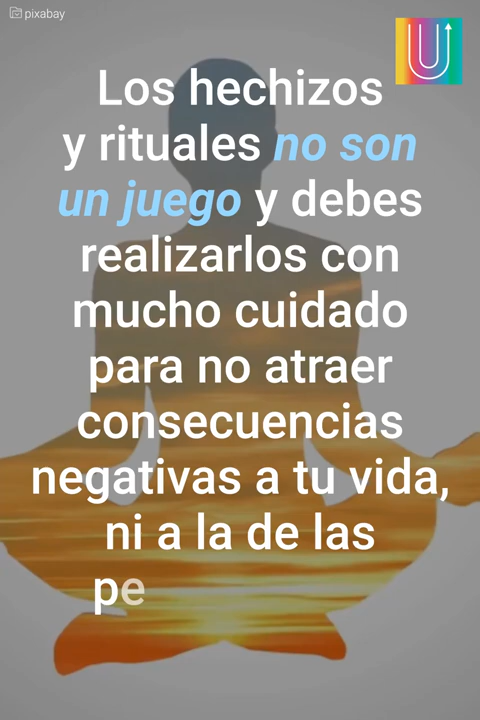 pixabay
Los hechizos
y rituales no son
un juego y debes
realizarlos con
mucho cuidado
para no atraer
consecuencias
negativas a tu vida,
ni a la de las
pe